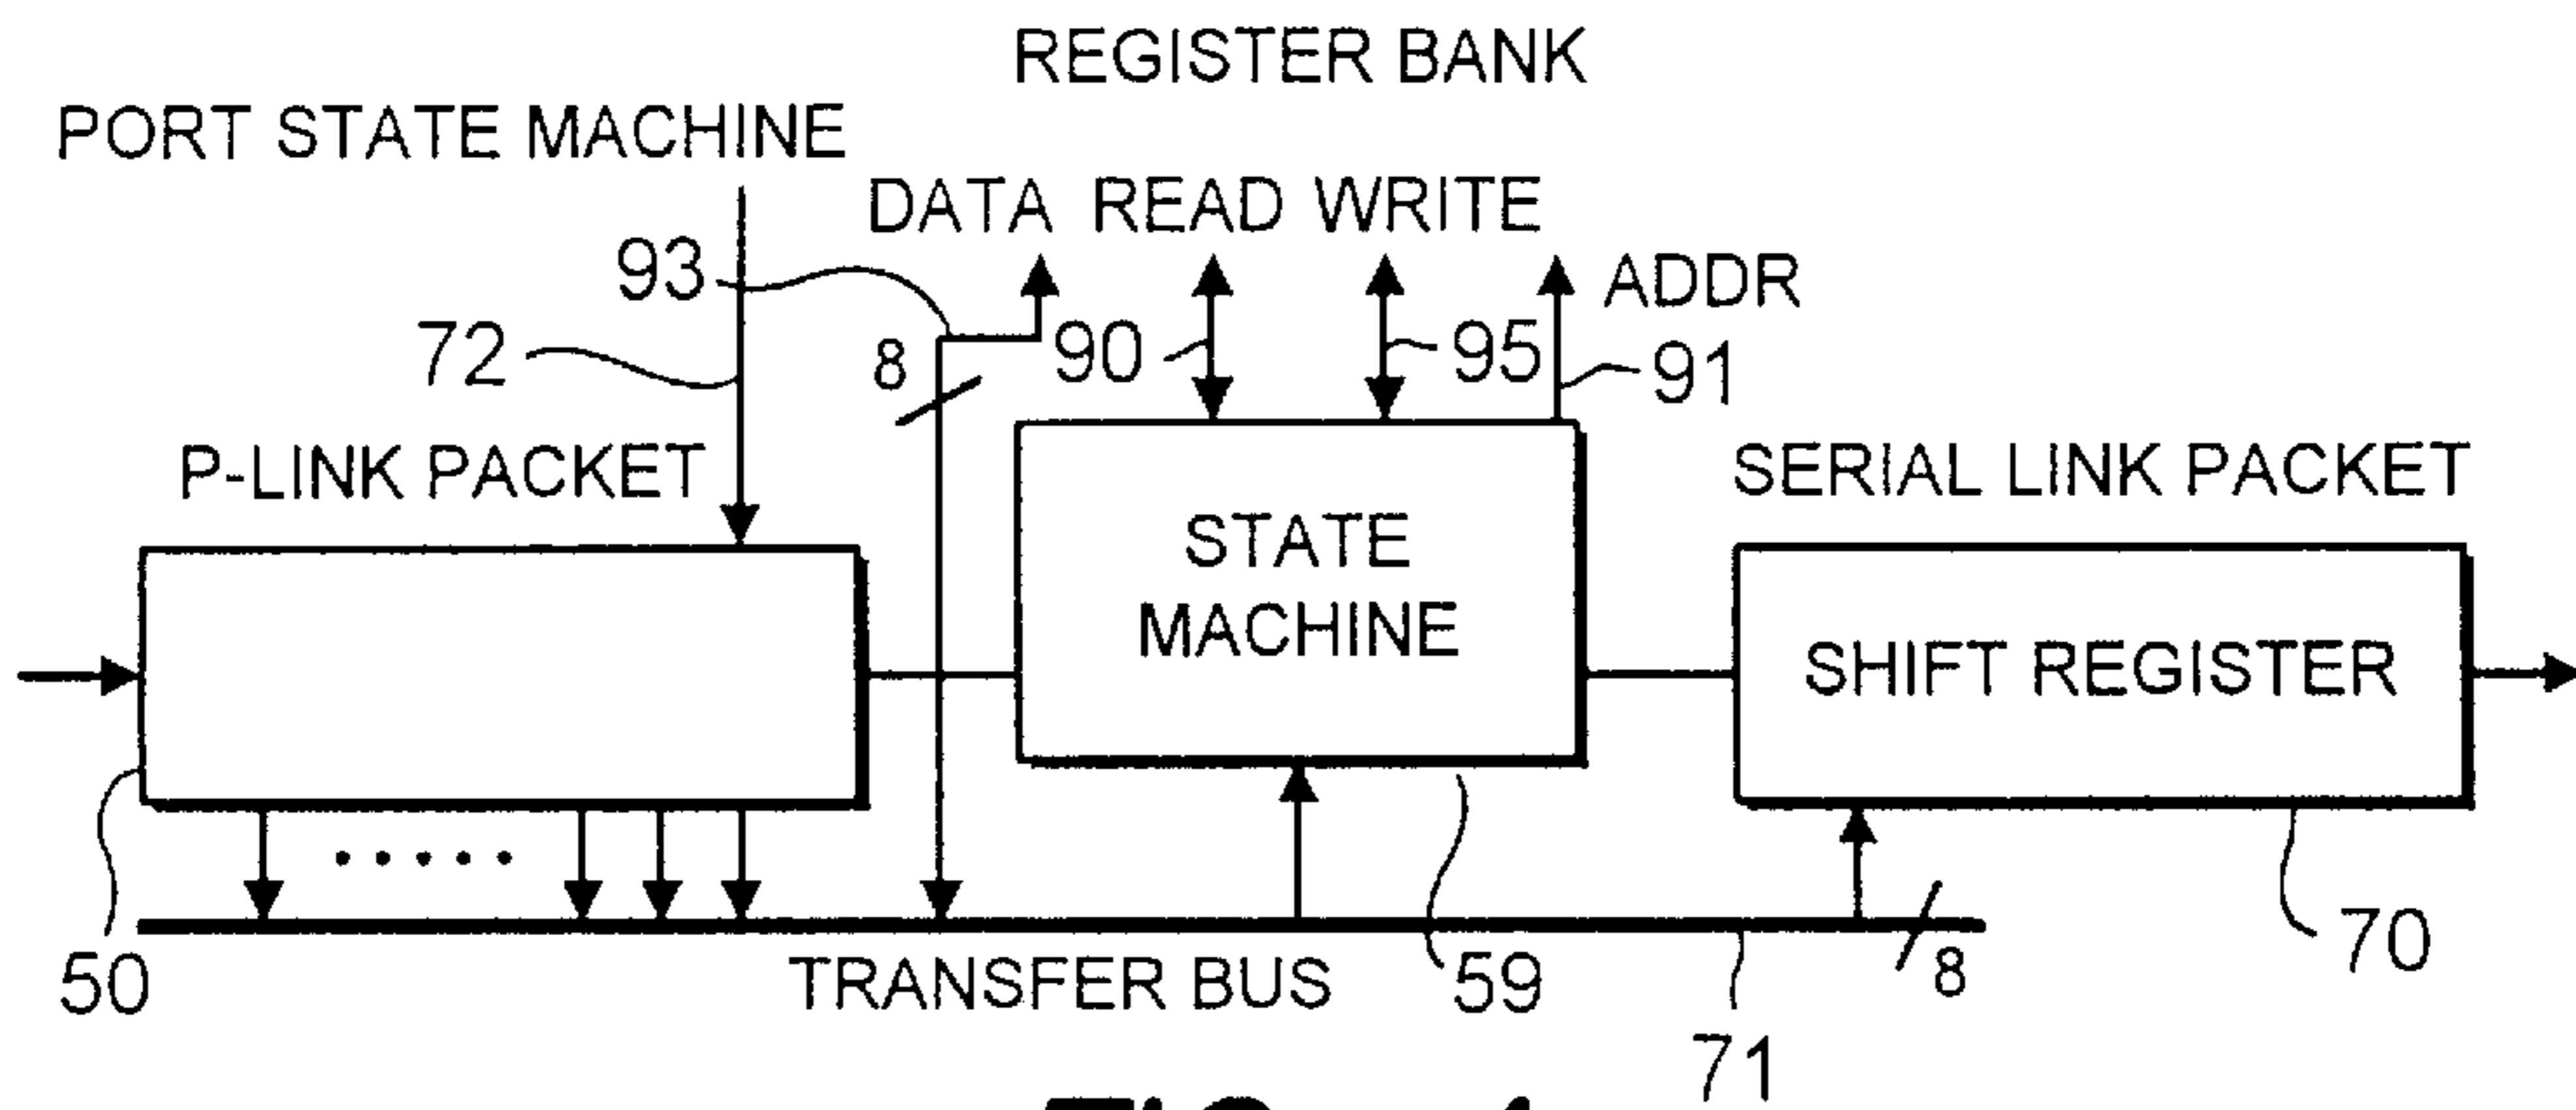 REGISTER BANK
PORT STATE MACHINE
DATA READ WRITE
93
ADDR
72
8
90
95
91
P-LINK PACKET
SERIAL LINK PACKET
STATE
MACHINE
SHIFT REGISTER
50
TRANSFER BUS
59
8
70
71